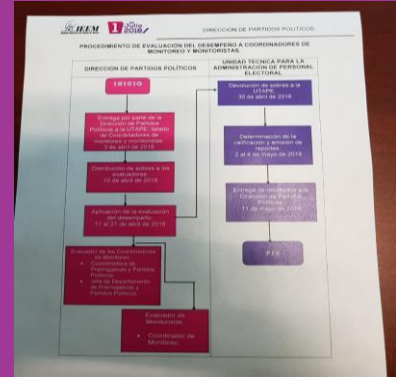 IEEM
1 Julio
2018
DIRECCIÓN DE PARTIDOS POLÍTICOS
PROCEDIMIENTO DE EVALUACIÓN DEL DESEMPEÑO A COORDINADORES DE
MONITOREO Y MONITORISTAS.
DIRECCIÓN DE PARTIDOS POLÍTICOS
INICIO
Entrega por parte de la
Dirección de Partidos
Políticos a la UTAPE, listado
de Coordinadores de
monitoreo y monitoristas
3 de abril de 2018
Distribución de sobres a los
evaluadores
10 de abril de 2018
Aplicación de la evaluación
del desempeño.
17 al 27 de abril de 2018
Evaluador de los Coordinadores
de Monitoreo:
• Coordinadora de
Prerrogativas y Partidos
Políticos
• Jefa de Departamento
de Prerrogativas y
Partidos Políticos
Evaluador de
Monitoristas
• Coordinador de
Monitoreo.
UNIDAD TÉCNICA PARA LA
ADMINISTRACIÓN DE PERSONAL
ELECTORAL
Devolución de sobres a la
UTAPE
30 de abril de 2018
Determinación de la
calificación y emisión de
reportes
2 al 4 de mayo de 2018
Entrega de resultados a la
Dirección de Partidos
Políticos
11 de mayo de 2018
FIN